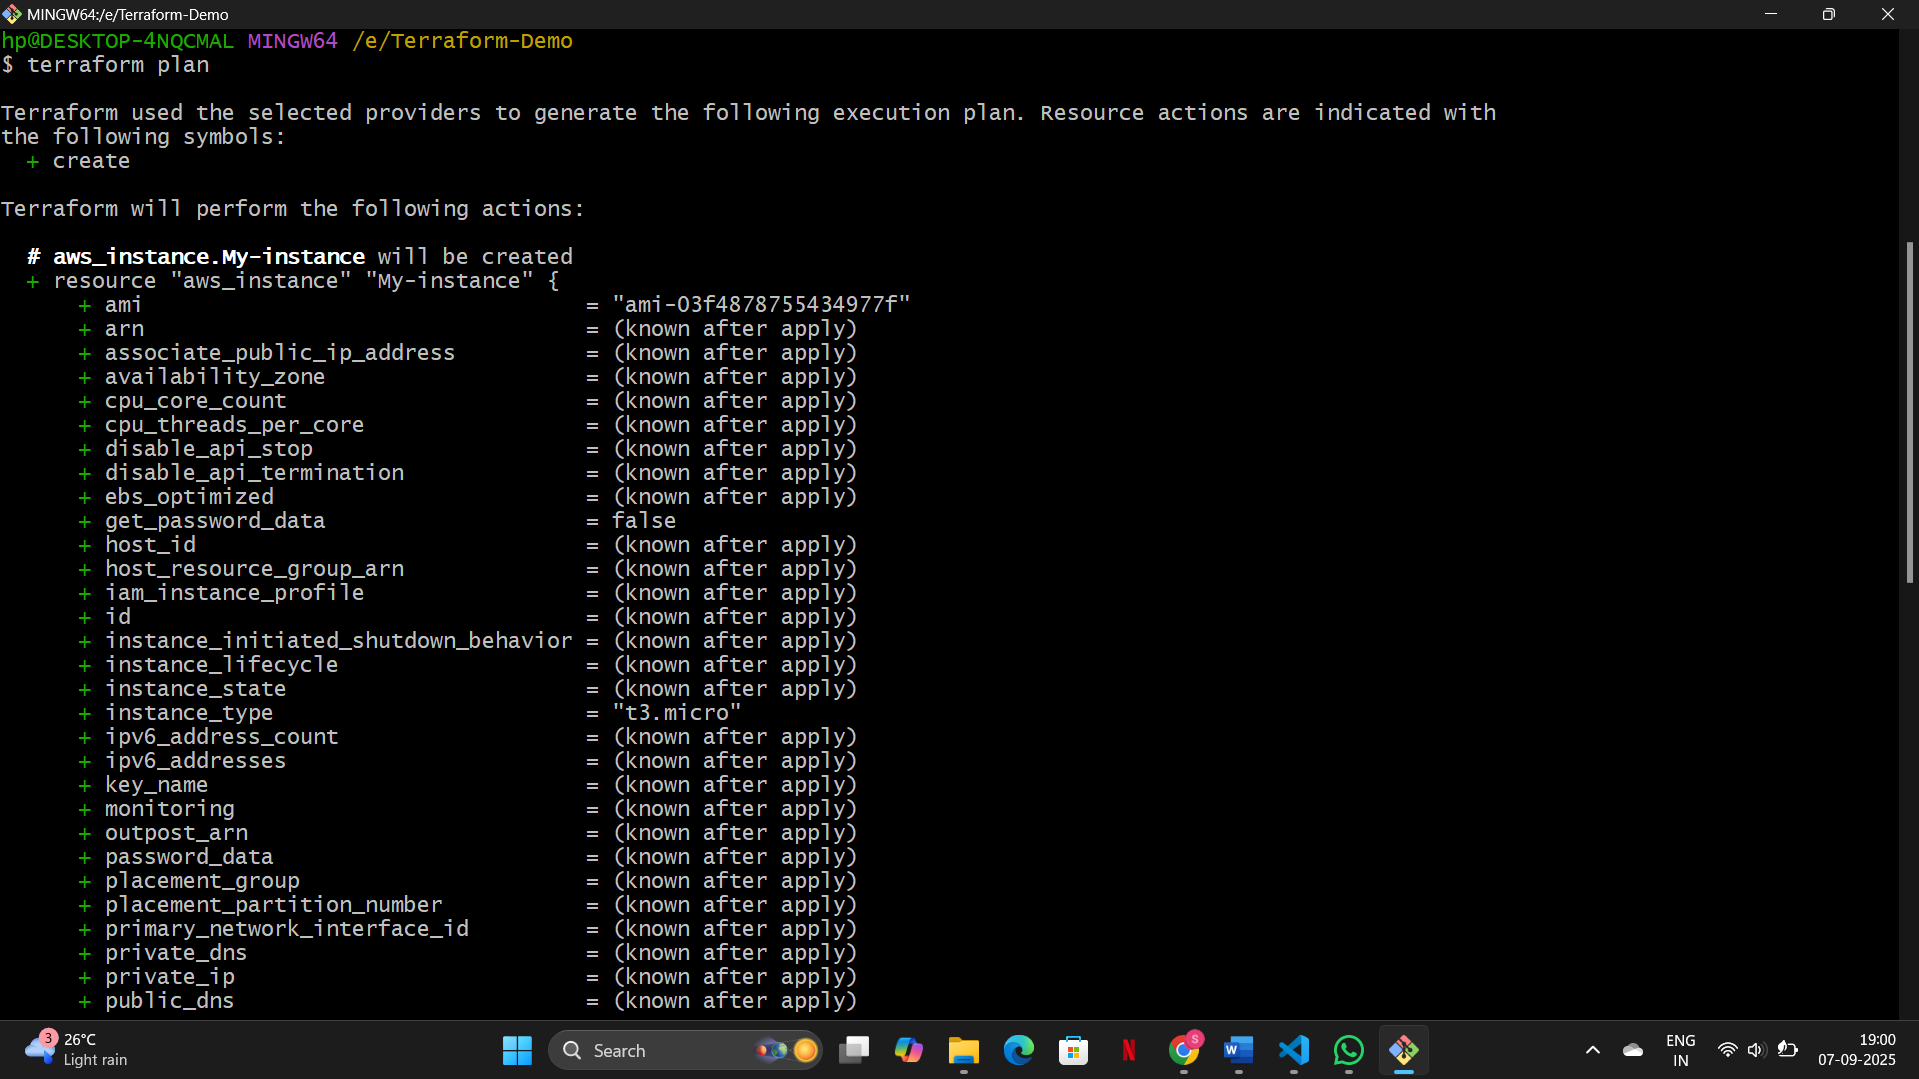 MINGW64:/e/Terraform-Demo
hp@DESKTOP-4NQCMAL MINGW64 /e/Terraform-Demo
$ terraform plan
Terraform used the selected providers to generate the following execution plan. Resource actions are indicated with
the following symbols:
+ create
Terraform will perform the following actions:
# aws_instance.My-instance will be created
+ resource "aws_instance" "My-instance" {
+ ami = "ami-03f4878755434977f"
+ arn = (known after apply)
+ associate_public_ip_address = (known after apply)
+ availability_zone = (known after apply)
+ cpu_core_count = (known after apply)
+ cpu_threads_per_core = (known after apply)
+ disable_api_stop = (known after apply)
+ disable_api_termination = (known after apply)
+ ebs_optimized = (known after apply)
+ get_password_data = false
+ host_id = (known after apply)
+ host_resource_group_arn = (known after apply)
+ iam_instance_profile = (known after apply)
+ id = (known after apply)
+ instance_initiated_shutdown_behavior = (known after apply)
+ instance_lifecycle = (known after apply)
+ instance_state = (known after apply)
+ instance_type = "t3.micro"
+ ipv6_address_count = (known after apply)
+ ipv6_addresses = (known after apply)
+ key_name = (known after apply)
+ monitoring = (known after apply)
+ outpost_arn = (known after apply)
+ password_data = (known after apply)
+ placement_group = (known after apply)
+ placement_partition_number = (known after apply)
+ primary_network_interface_id = (known after apply)
+ private_dns = (known after apply)
+ private_ip = (known after apply)
+ public_dns = (known after apply)
3
26°C
Light rain
Search
N
S
W
ENG
IN
19:00
07-09-2025